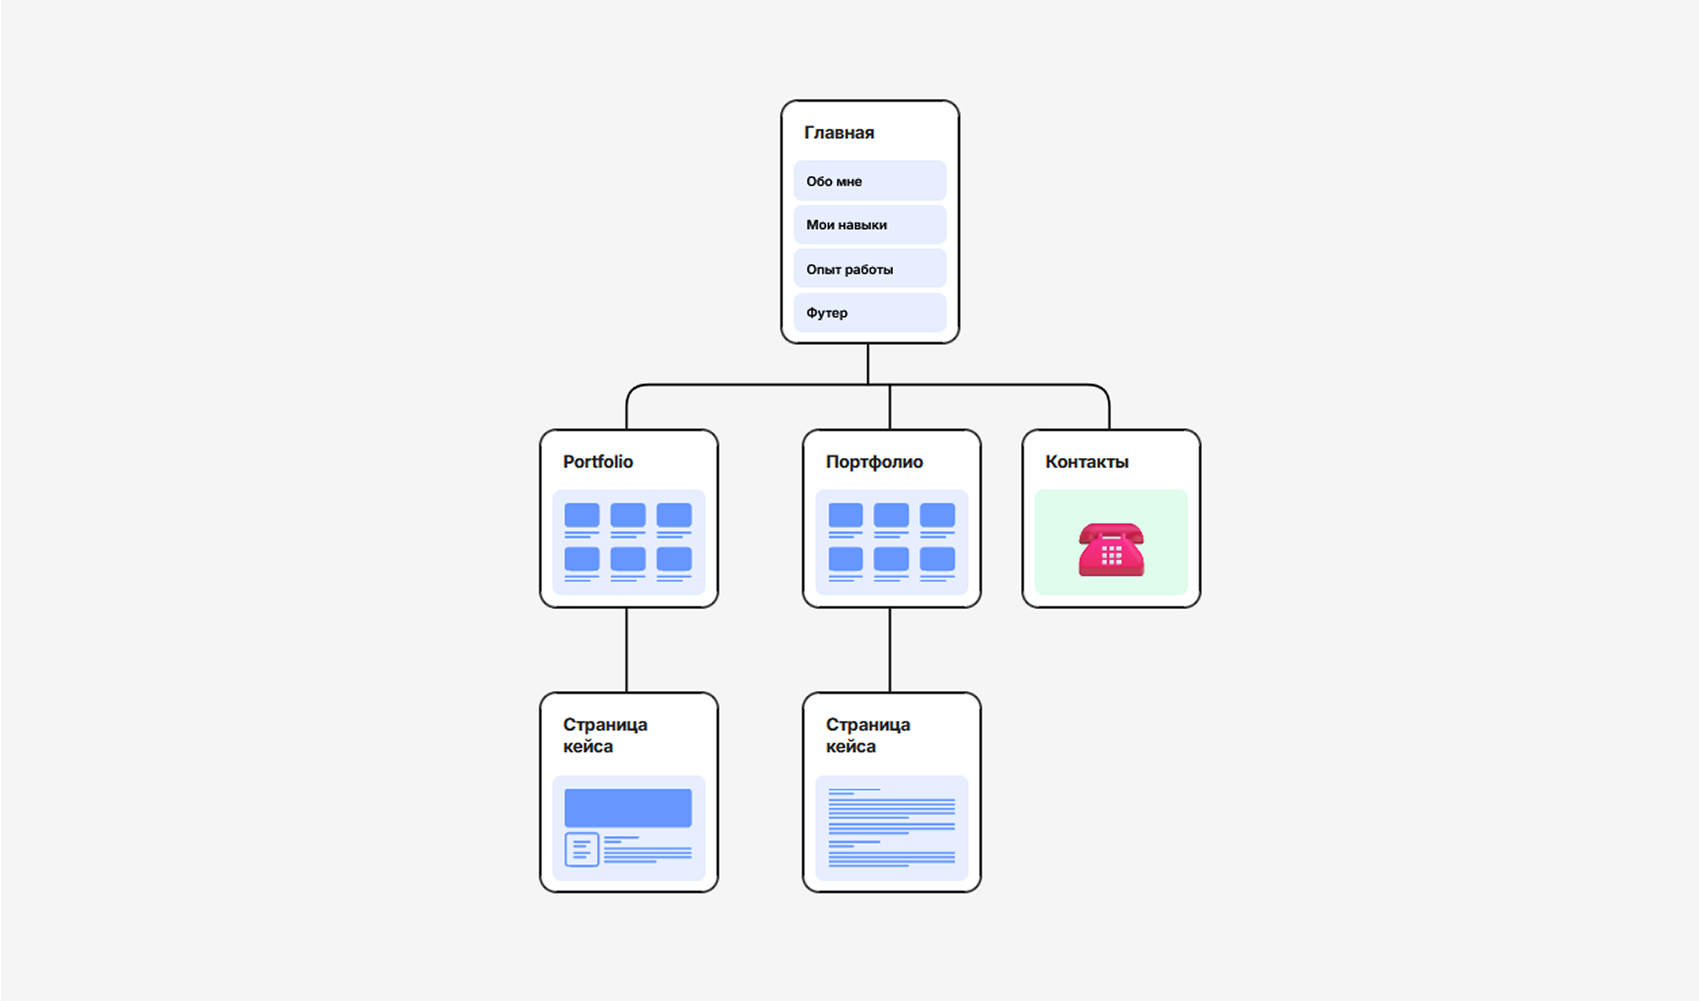 Главная
Обо мне
Мои навыки
Опыт работы
Футер
Portfolio
Портфолио
Контакты
Страница
кейса
Страница
кейса